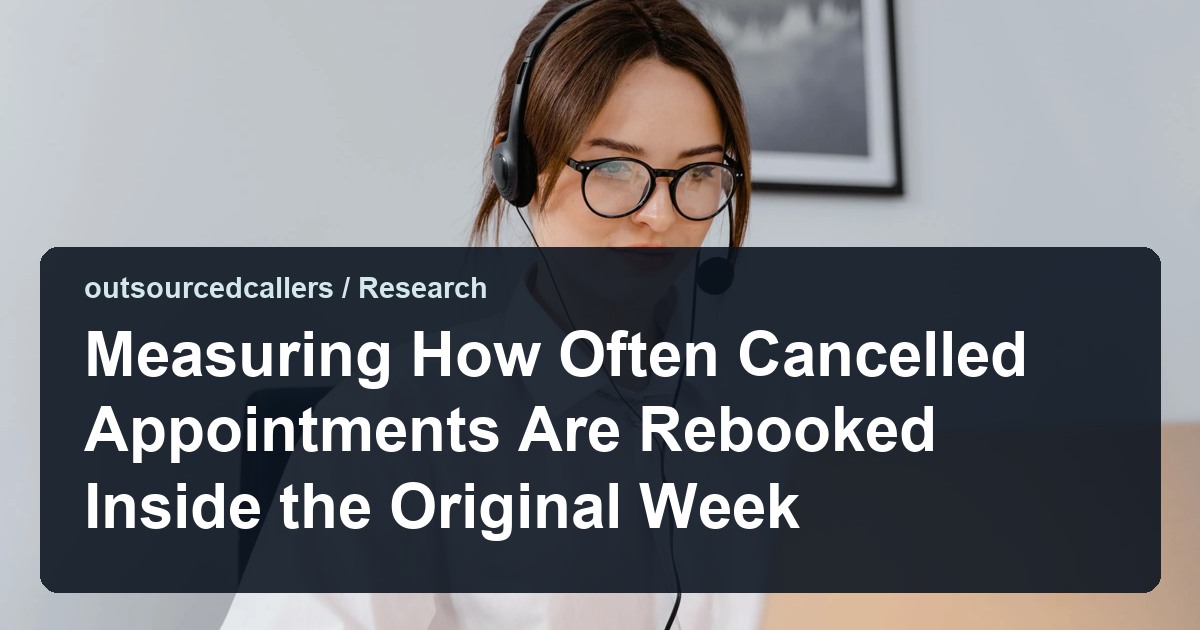 outsourcedcallers / Research
Measuring How Often Cancelled
Appointments Are Rebooked
Inside the Original Week